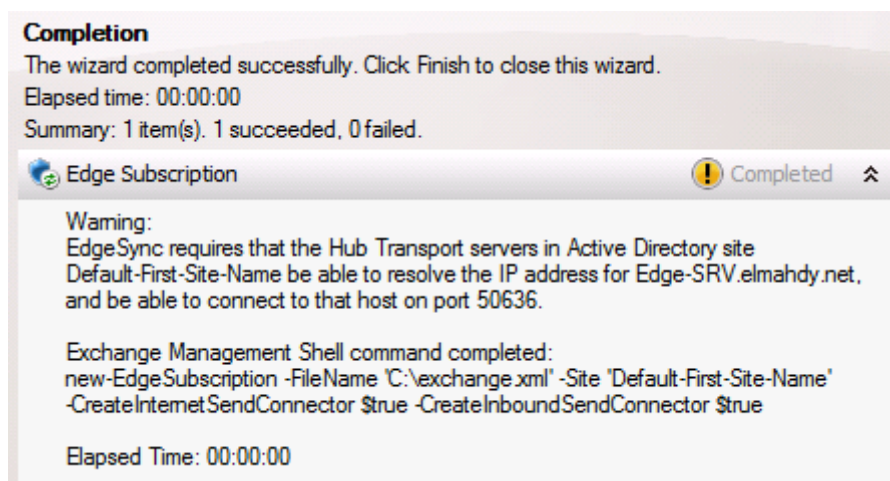 Completion
The wizard completed successfully. Click Finish to close this wizard.
Elapsed time: 00:00:00
Summary: 1 item(s). 1 succeeded, 0 failed.
Edge Subscription Completed
Warning:
EdgeSync requires that the Hub Transport servers in Active Directory site
Default-First-Site-Name be able to resolve the IP address for Edge-SRV.elmahdy.net,
and be able to connect to that host on port 50636.
Exchange Management Shell command completed:
new-EdgeSubscription -FileName 'C:\exchange.xml' -Site 'Default-First-Site-Name'
-CreateInternetSendConnector $true -CreateInboundSendConnector $true
Elapsed Time: 00:00:00